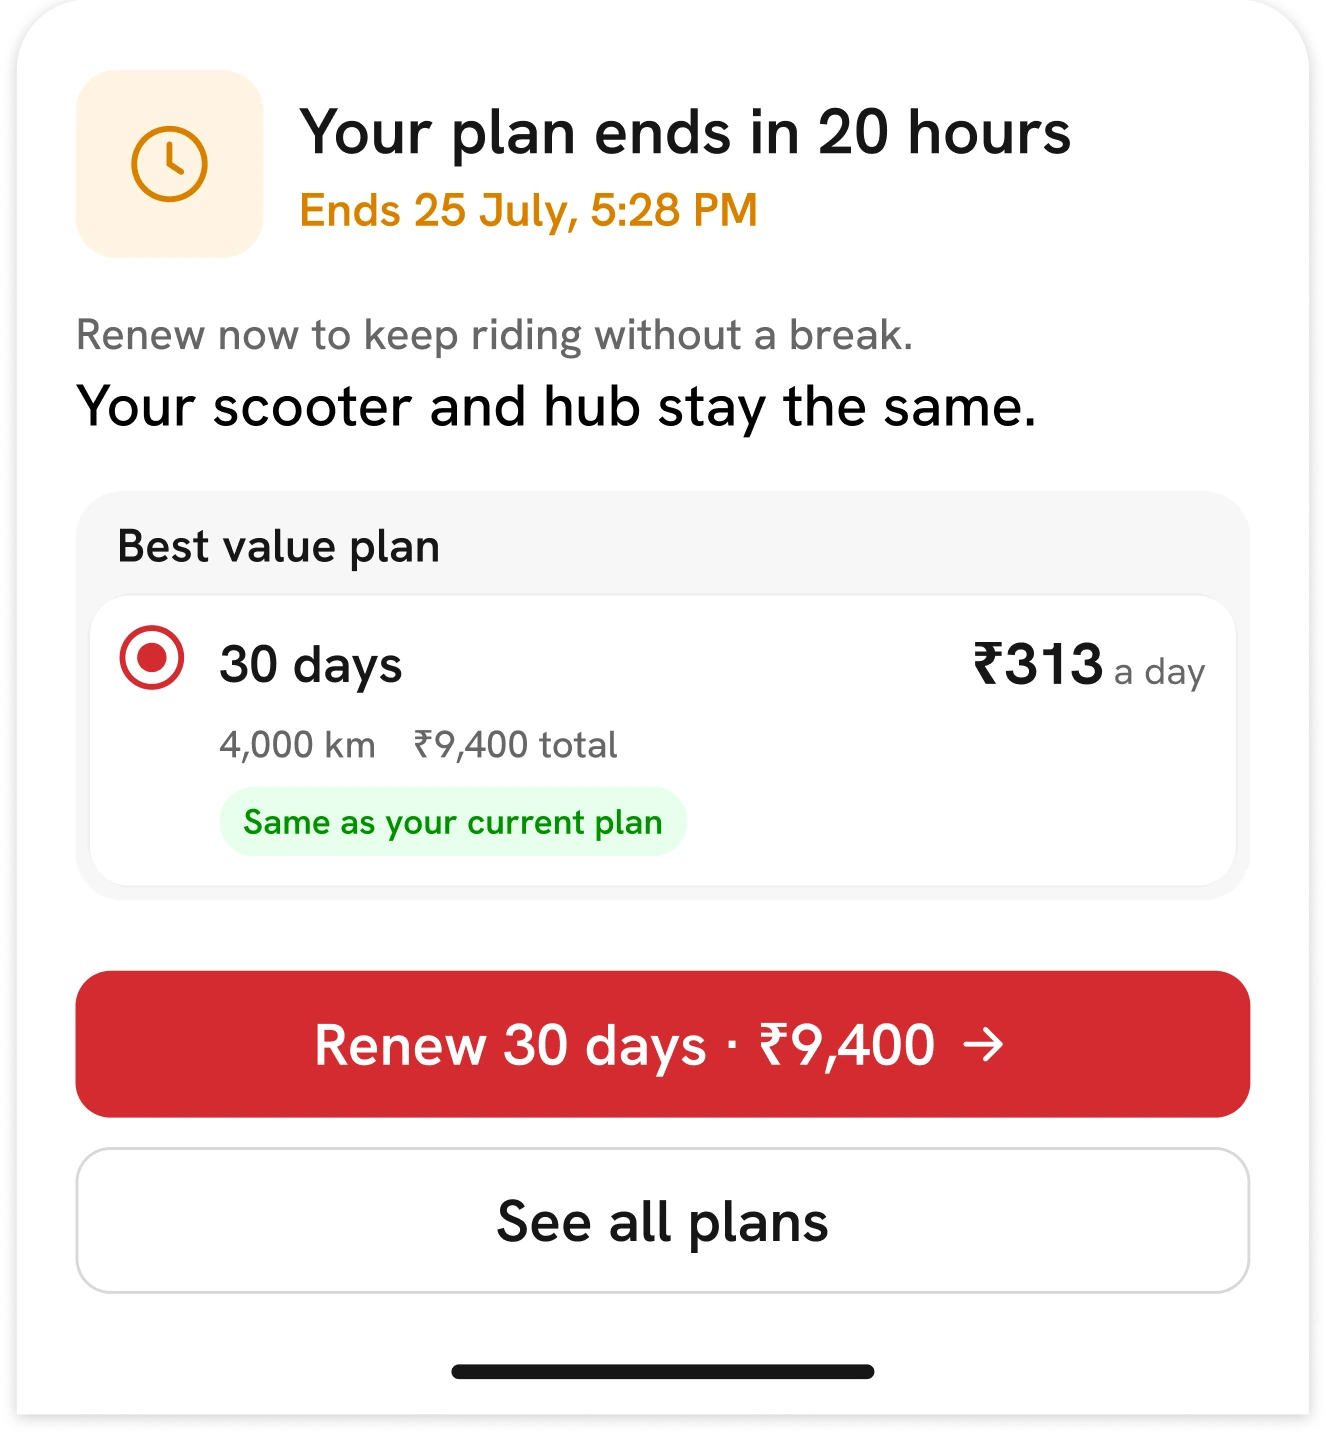 Your plan ends in 20 hours
Ends 25 July, 5:28 PM
Renew now to keep riding without a break.
Your scooter and hub stay the same.
Best value plan
30 days ₹313 a day
4,000 km ₹9,400 total
Same as your current plan
Renew 30 days · ₹9,400 →
See all plans